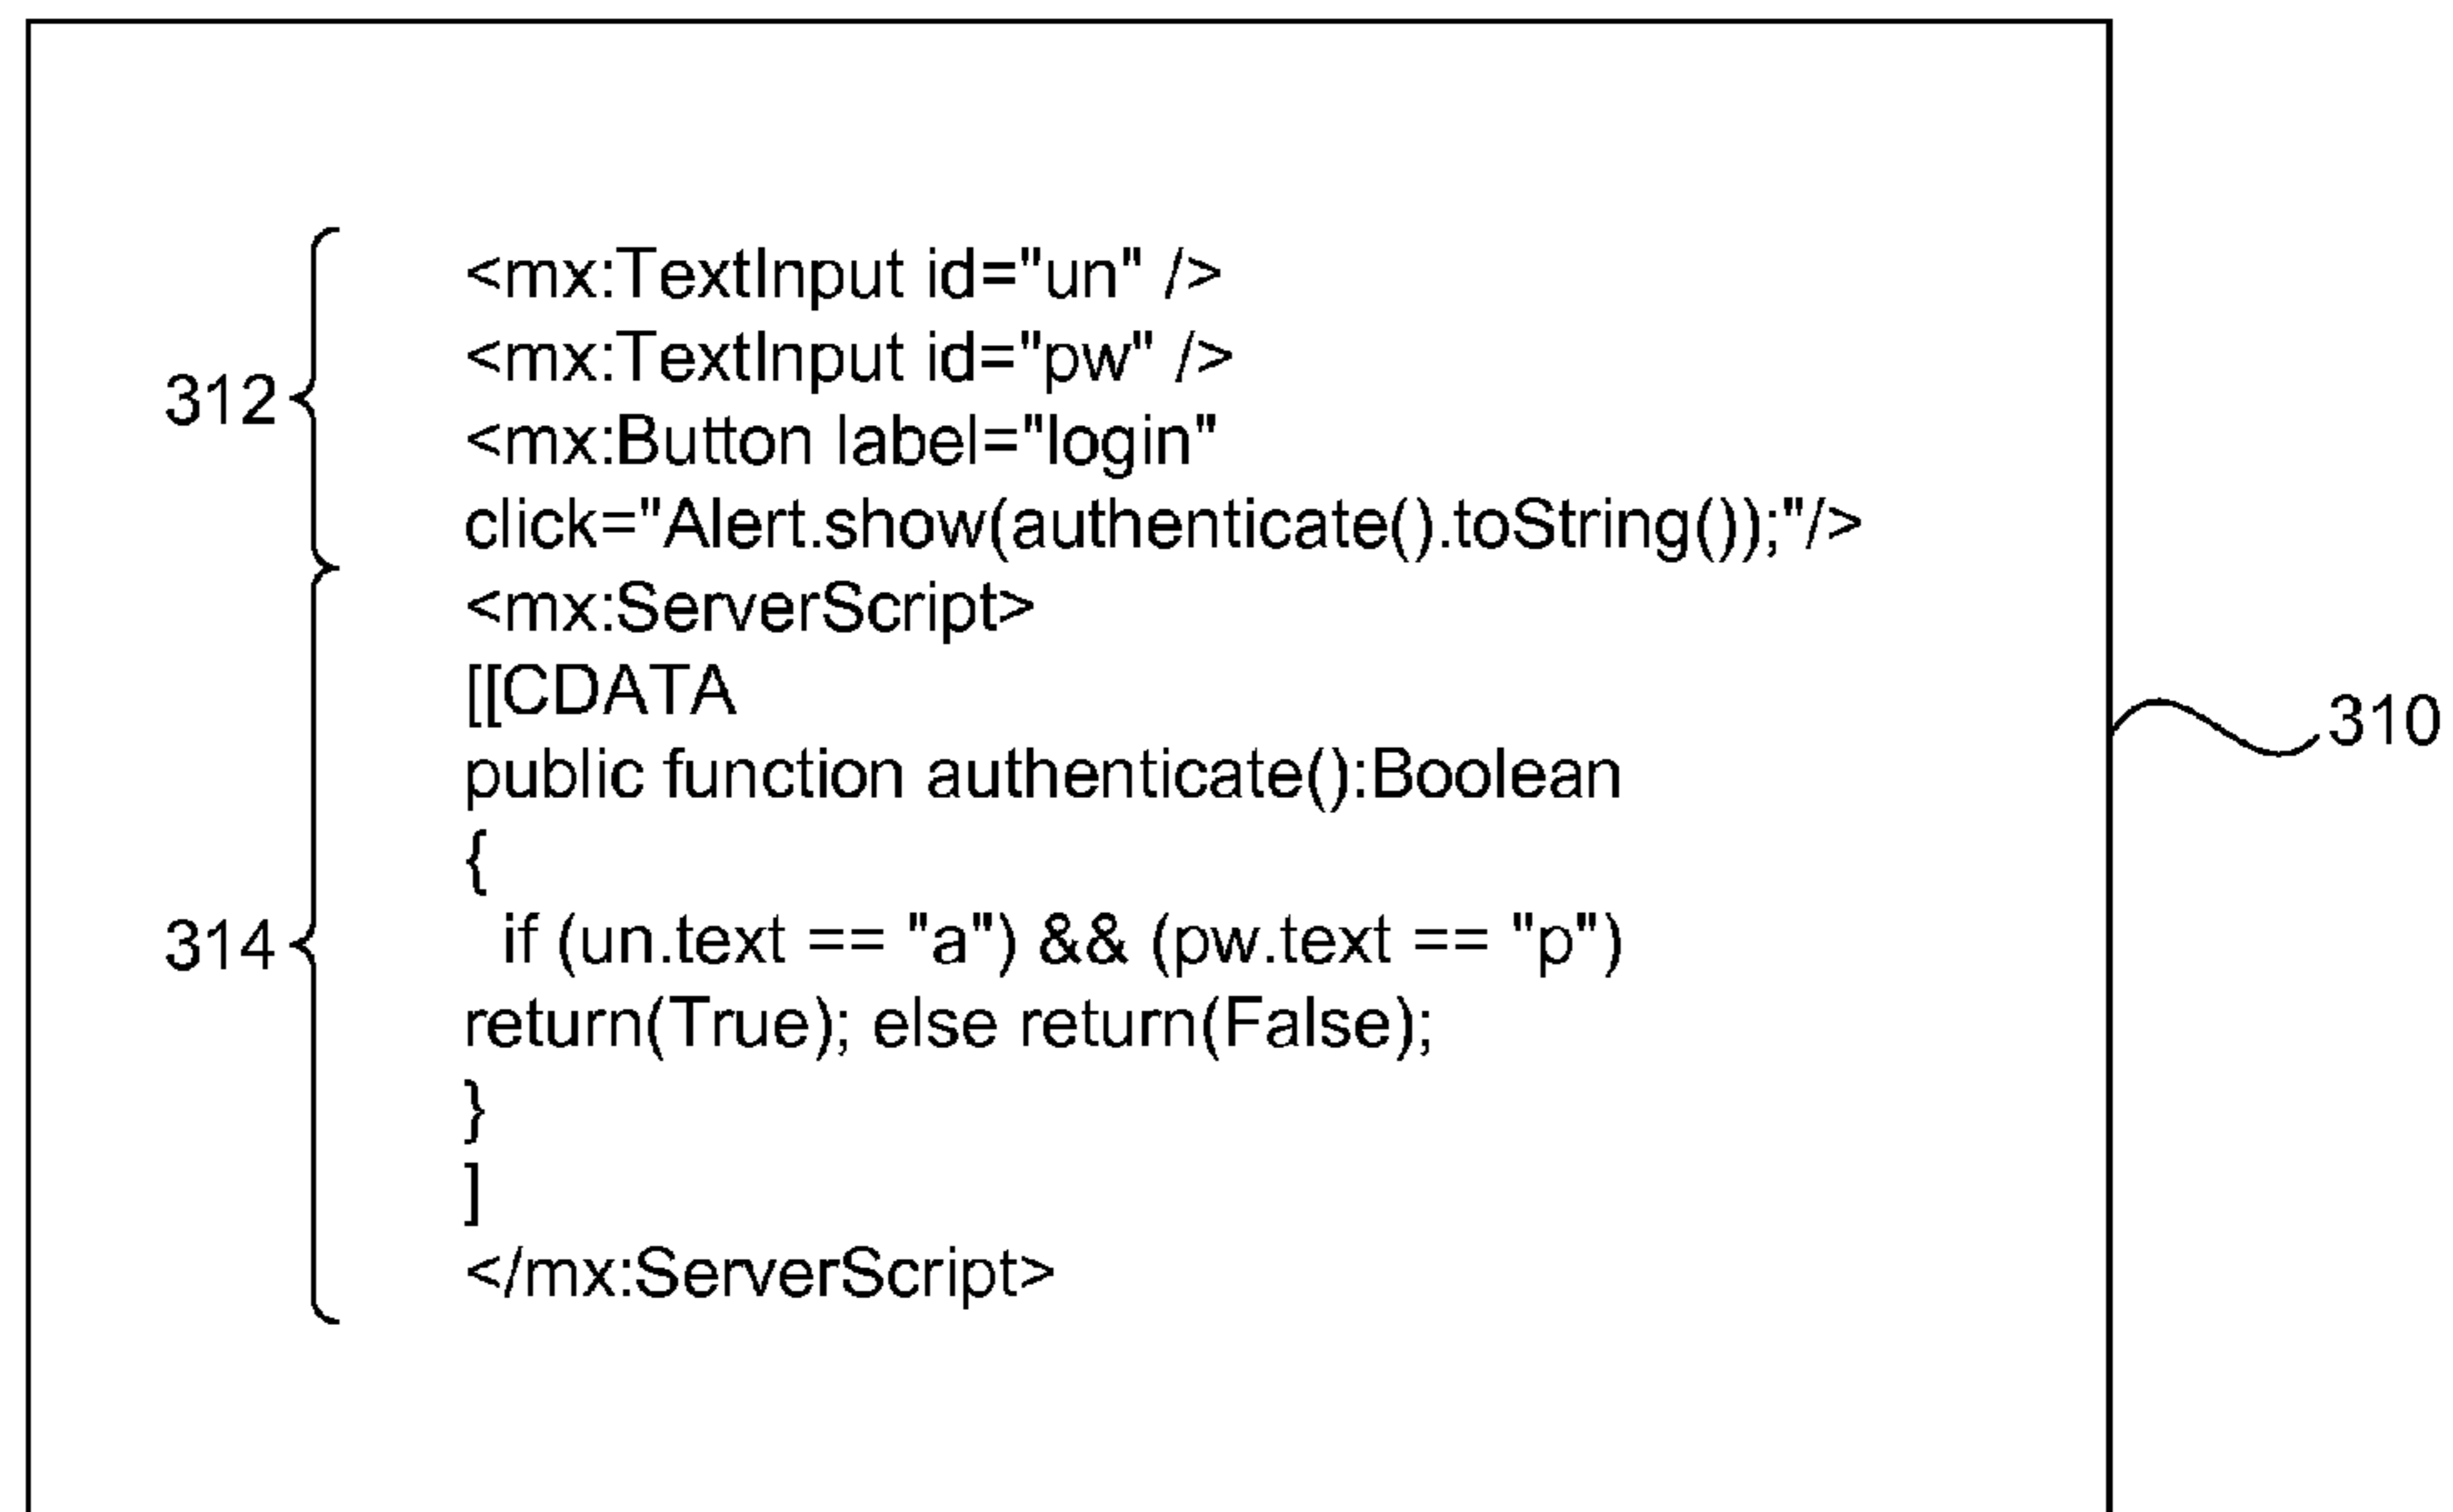 <mx:TextInput id="un" />
<mx:TextInput id="pw" />
312
<mx:Button label="login"
click="Alert.show(authenticate().toString());"/>
<mx:ServerScript>
[[CDATA
310
public function authenticate():Boolean
{
314
if (un.text == "a") && (pw.text == "p")
return(True); else return(False);
}
]
</mx:ServerScript>